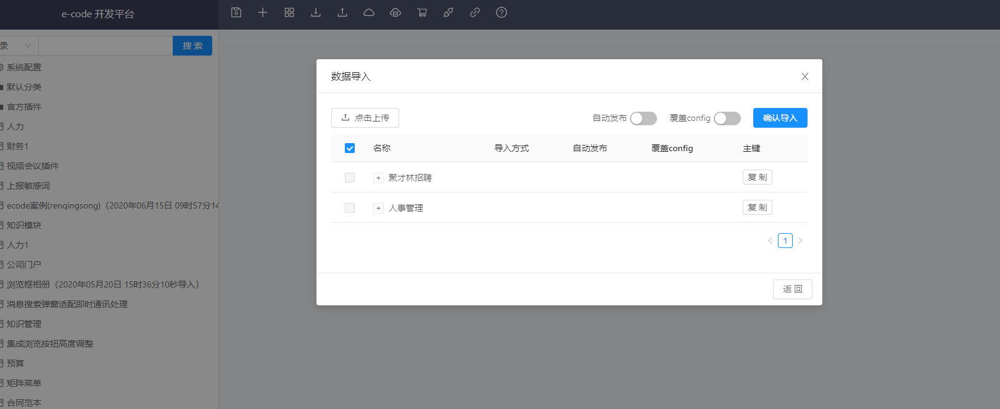 e-code 开发平台
录
搜 索
系统配置
默认分类
官方插件
人力
财务1
视频会议插件
上报敏感词
ecode案例(renqingsong)（2020年06月15日 09时57分14
知识模块
人力1
公司门户
浏览框相册（2020年05月20日 15时36分10秒导入）
消息搜索弹窗适配即时通讯处理
知识管理
集成浏览按钮高度调整
预算
矩阵菜单
合同范本
数据导入
点击上传 自动发布 覆盖config 确认导入
名称 导入方式 自动发布 覆盖config 主键
聚才林招聘 复 制
人事管理 复 制
1
返 回